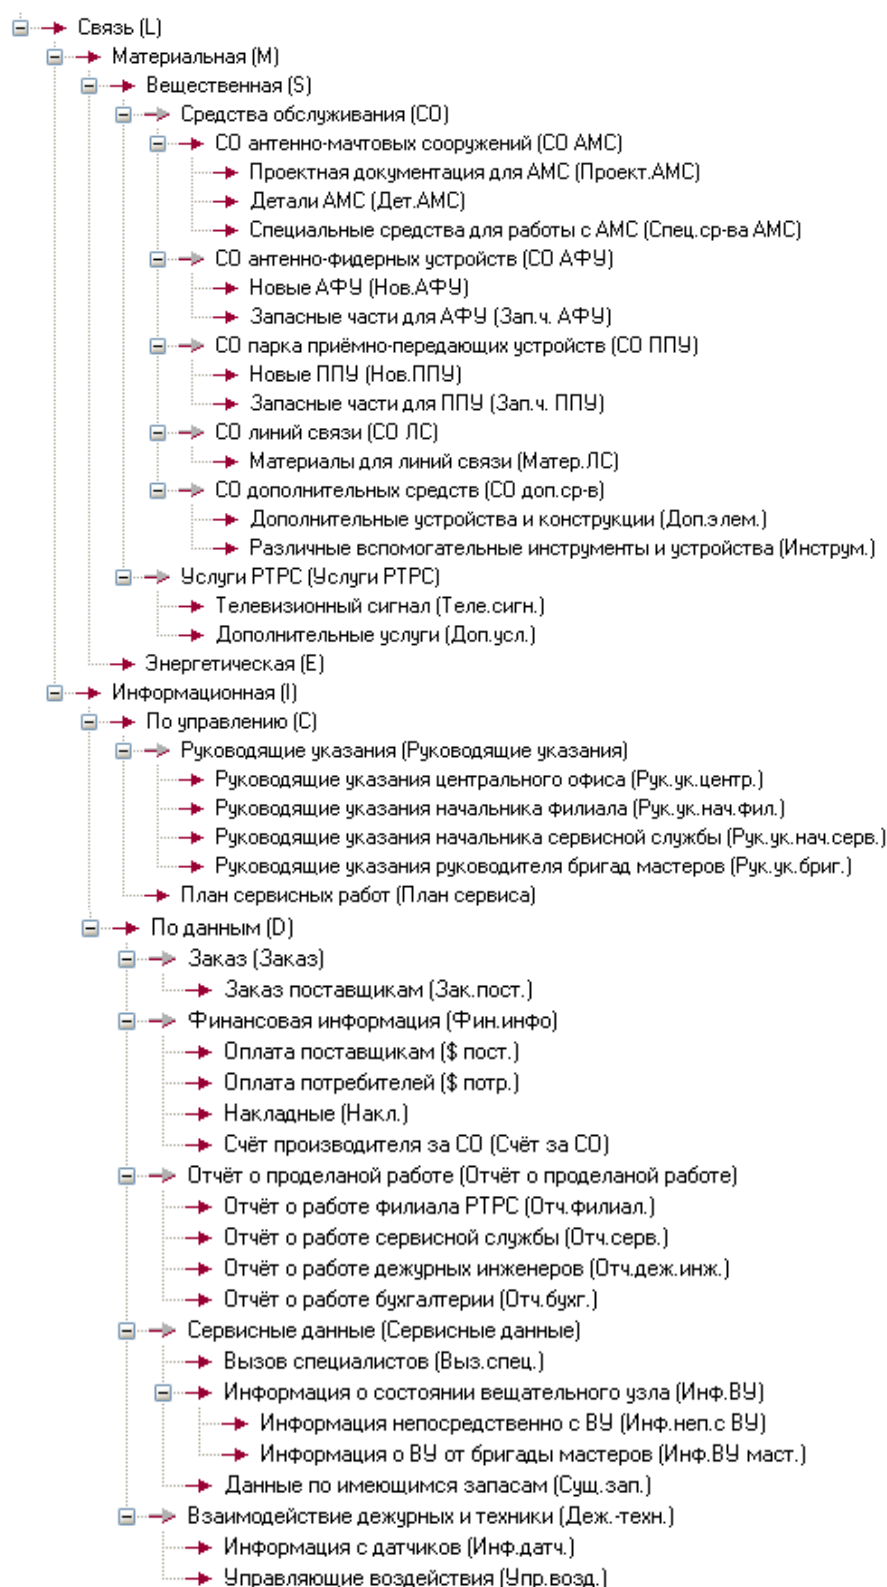 Связь (L)
Материальная (M)
Вещественная (S)
Средства обслуживания (СО)
СО антенно-мачтовых сооружений (СО АМС)
Проектная документация для АМС (Проект.АМС)
Детали АМС (Дет.АМС)
Специальные средства для работы с АМС (Спец.ср-ва АМС)
СО антенно-фидерных устройств (СО АФУ)
Новые АФУ (Нов.АФУ)
Запасные части для АФУ (Зап.ч. АФУ)
СО парка приёмно-передающих устройств (СО ППУ)
Новые ППУ (Нов.ППУ)
Запасные части для ППУ (Зап.ч. ППУ)
СО линий связи (СО ЛС)
Материалы для линий связи (Матер.ЛС)
СО дополнительных средств (СО доп.ср-в)
Дополнительные устройства и конструкции (Доп.элем.)
Различные вспомогательные инструменты и устройства (Инструм.)
Услуги РТРС (Услуги РТРС)
Телевизионный сигнал (Теле.сигн.)
Дополнительные услуги (Доп.усл.)
Энергетическая (E)
Информационная (I)
По управлению (C)
Руководящие указания (Руководящие указания)
Руководящие указания центрального офиса (Рук.ук.центр.)
Руководящие указания начальника филиала (Рук.ук.нач.фил.)
Руководящие указания начальника сервисной службы (Рук.ук.нач.серв.)
Руководящие указания руководителя бригад мастеров (Рук.ук.бриг.)
План сервисных работ (План сервиса)
По данным (D)
Заказ (Заказ)
Заказ поставщикам (Зак.пост.)
Финансовая информация (Фин.инфо)
Оплата поставщикам ($ пост.)
Оплата потребителей ($ потр.)
Накладные (Накл.)
Счёт производителя за СО (Счёт за СО)
Отчёт о проделаной работе (Отчёт о проделаной работе)
Отчёт о работе филиала РТРС (Отч.филиал.)
Отчёт о работе сервисной службы (Отч.серв.)
Отчёт о работе дежурных инженеров (Отч.деж.инж.)
Отчёт о работе бухгалтерии (Отч.бухг.)
Сервисные данные (Сервисные данные)
Вызов специалистов (Выз.спец.)
Информация о состоянии вещательного узла (Инф.ВУ)
Информация непосредственно с ВУ (Инф.неп.с ВУ)
Информация о ВУ от бригады мастеров (Инф.ВУ маст.)
Данные по имеющимся запасам (Сущ.зап.)
Взаимодействие дежурных и техники (Деж.-техн.)
Информация с датчиков (Инф.датч.)
Управляющие воздействия (Упр.возд.)